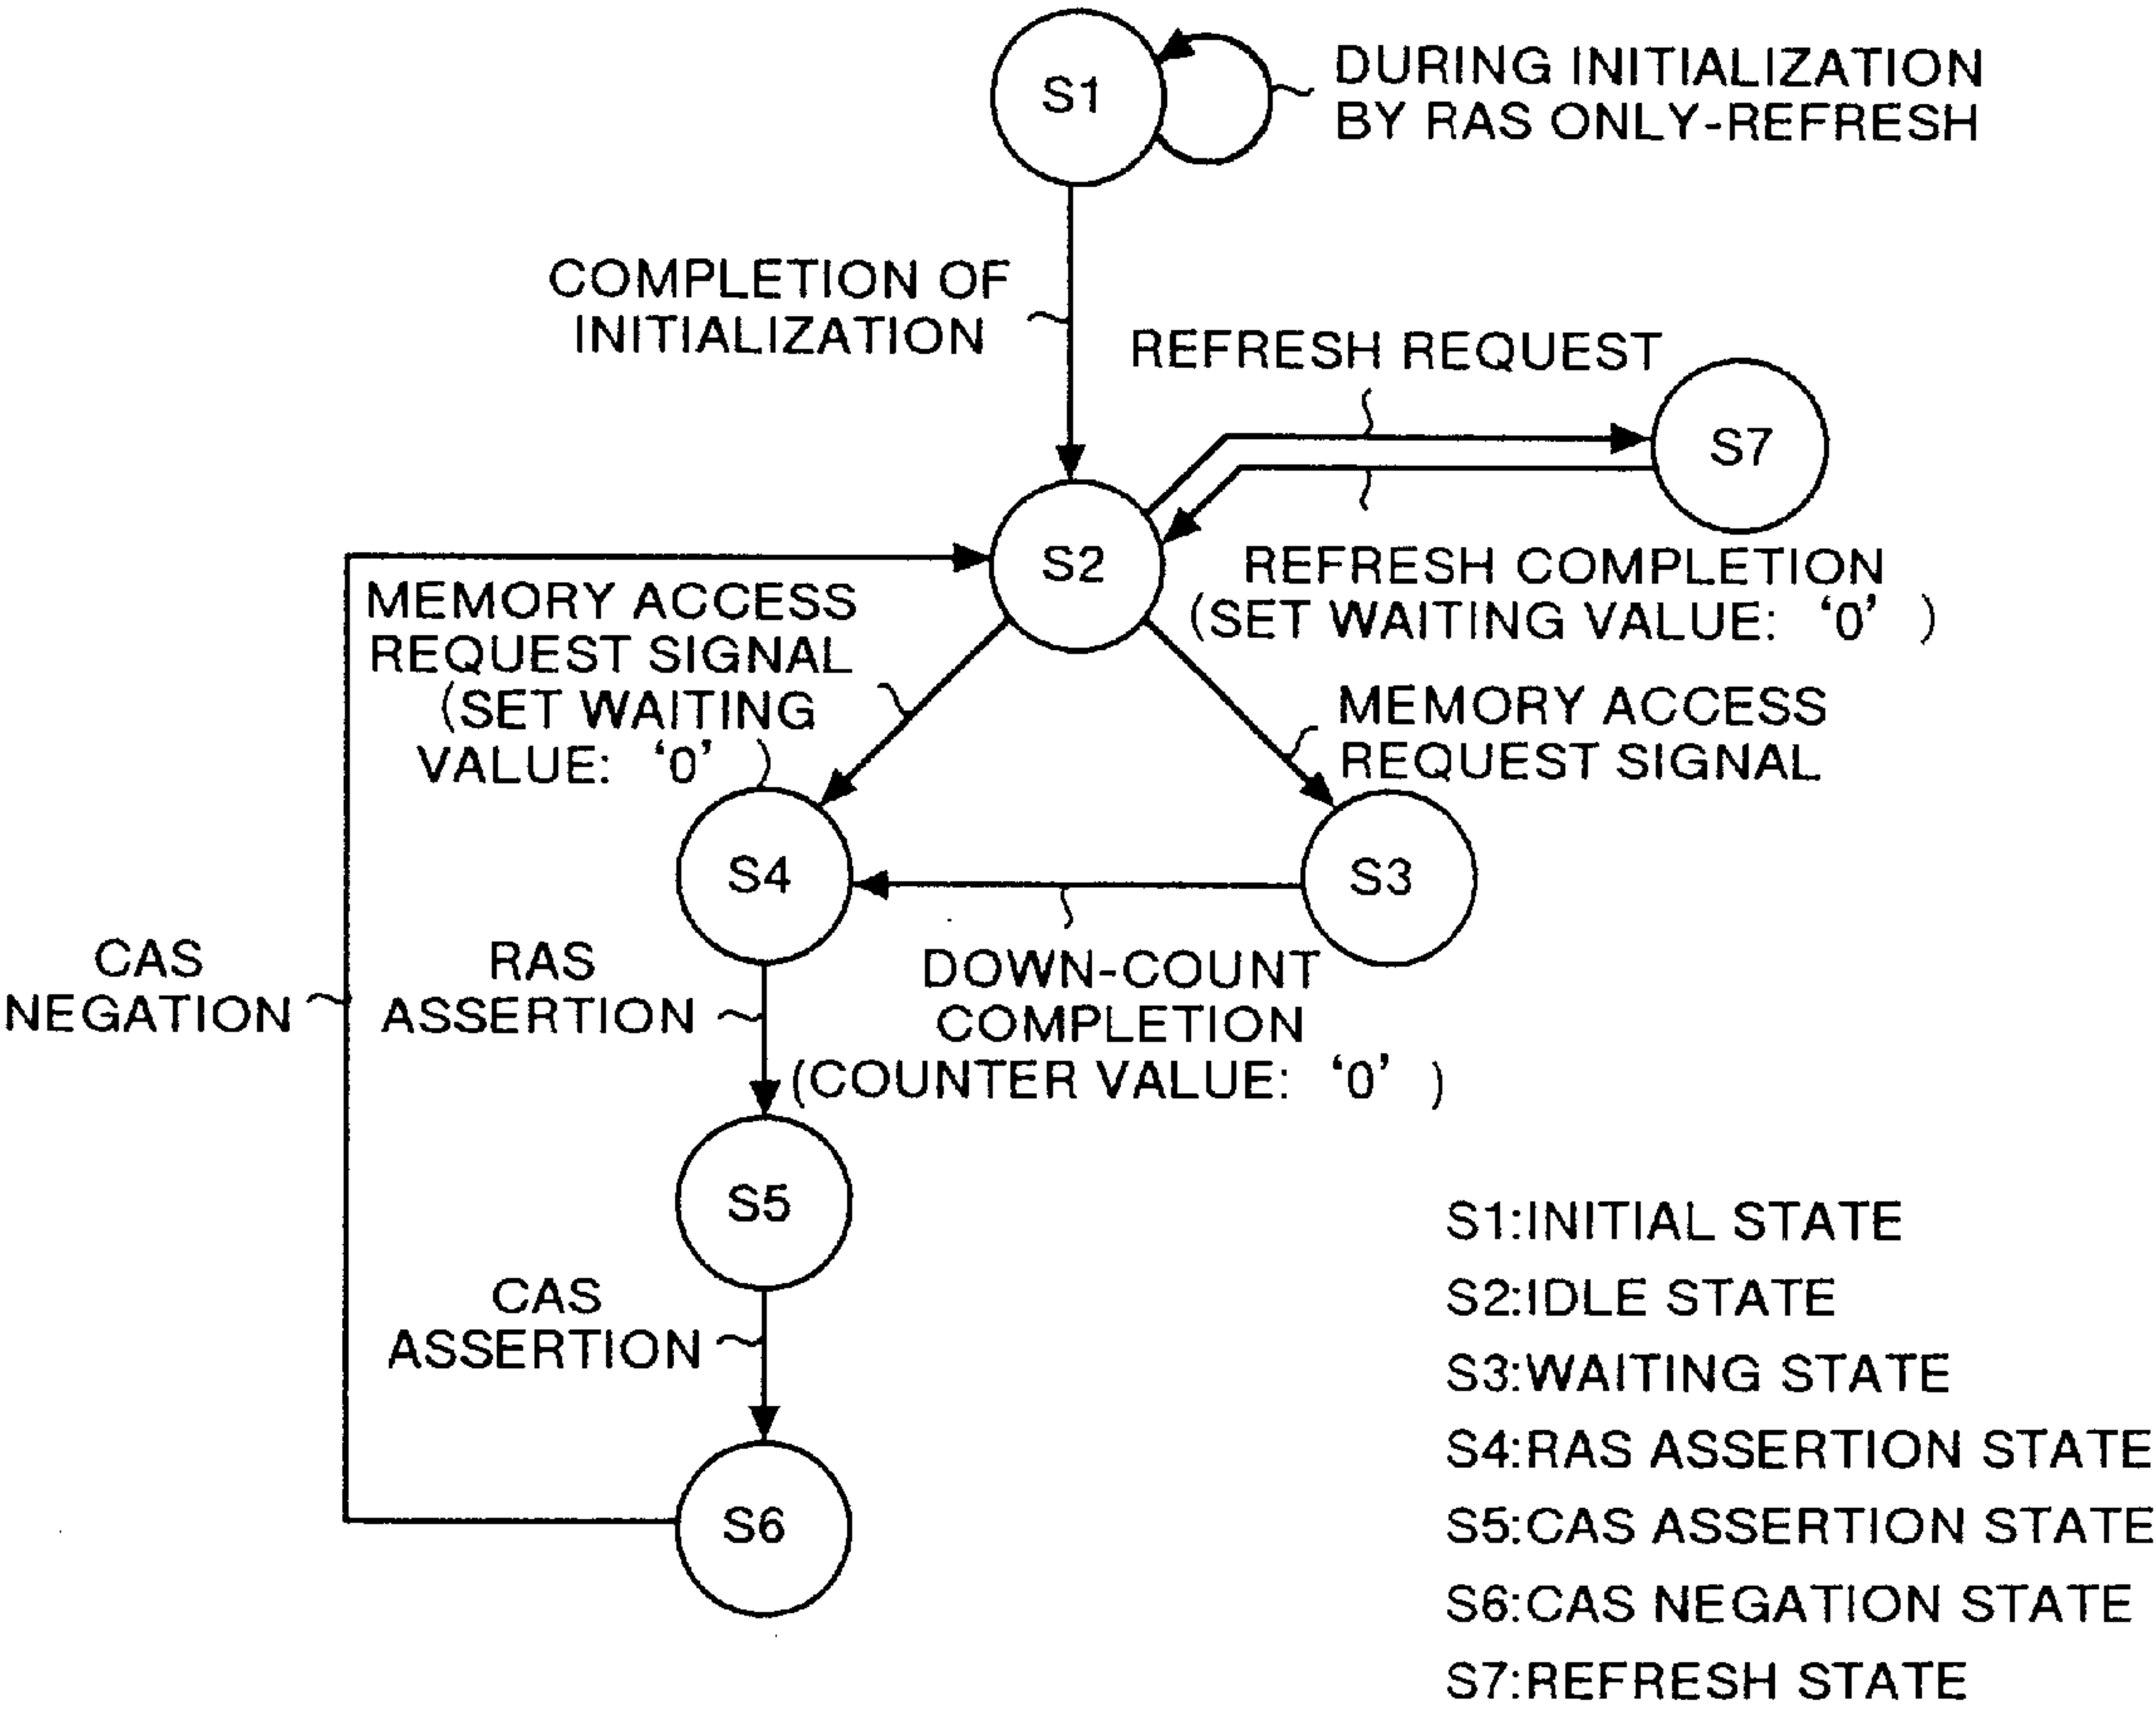 S1
DURING INITIALIZATION
BY RAS ONLY-REFRESH
COMPLETION OF
INITIALIZATION
REFRESH REQUEST
S7
S2
REFRESH COMPLETION
(SET WAITING VALUE: ‘0’ )
MEMORY ACCESS
REQUEST SIGNAL
(SET WAITING
VALUE: ‘0’ )
MEMORY ACCESS
REQUEST SIGNAL
S4
S3
CAS
NEGATION
RAS
ASSERTION
DOWN-COUNT
COMPLETION
(COUNTER VALUE: ‘0’ )
S5
CAS
ASSERTION
S6
S1:INITIAL STATE
S2:IDLE STATE
S3:WAITING STATE
S4:RAS ASSERTION STATE
S5:CAS ASSERTION STATE
S6:CAS NEGATION STATE
S7:REFRESH STATE